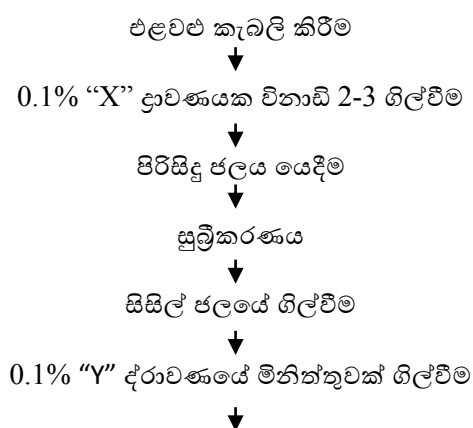 එළවළු කැබලි කිරීම
0.1% “X” ද්‍රාවණයක විනාඩි 2-3 ගිල්වීම
පිරිසිදු ජලය යෙදීම
සුබ්‍රීකරණය
සිසිල් ජලයේ ගිල්වීම
0.1% “Y” ද්රාවණයේ මිනිත්තුවක් ගිල්වීම